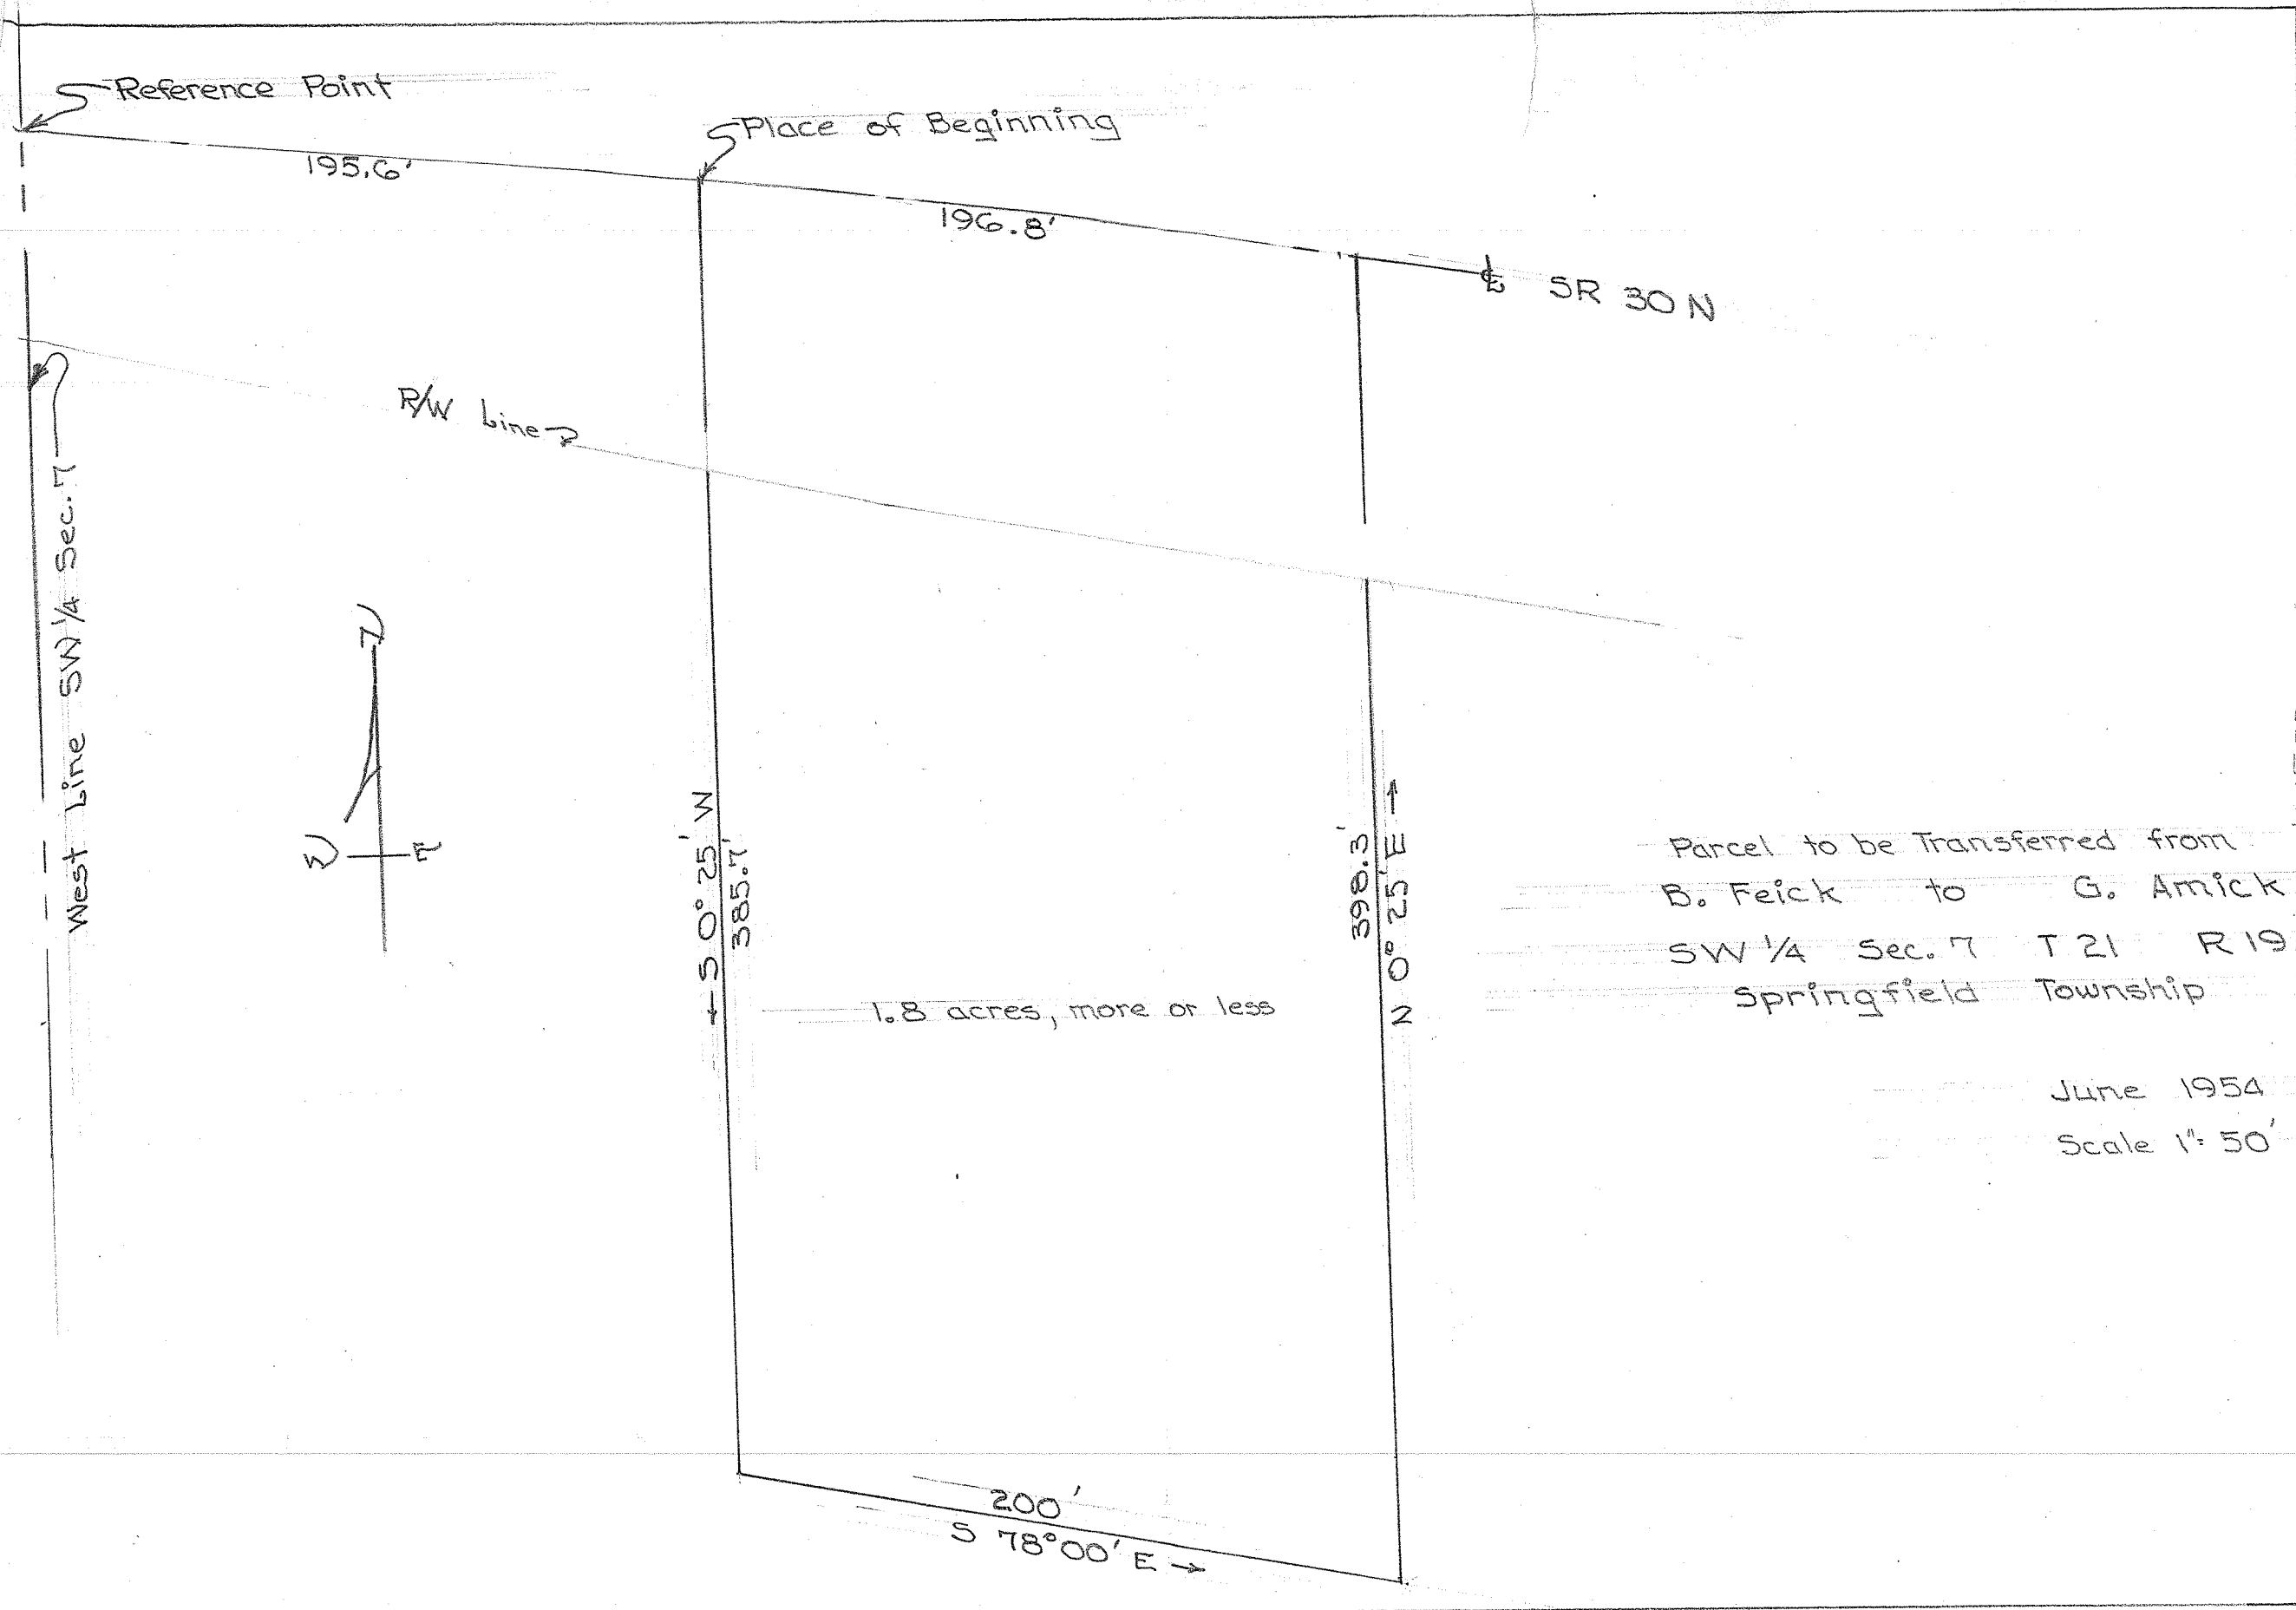 Reference Point
Place of Beginning
195.6'
196.8'
℄ SR 30 N
R/W Line
West Line SW 1/4 Sec. 7
N
W E
S 0° 25' W
385.7'
398.3'
N 0° 25' E
1.8 acres, more or less
Parcel to be Transferred from
B. Feick to G. Amick
SW 1/4 Sec. 7 T 21 R 19
Springfield Township
June 1954
Scale 1"= 50'
200'
S 78°00' E